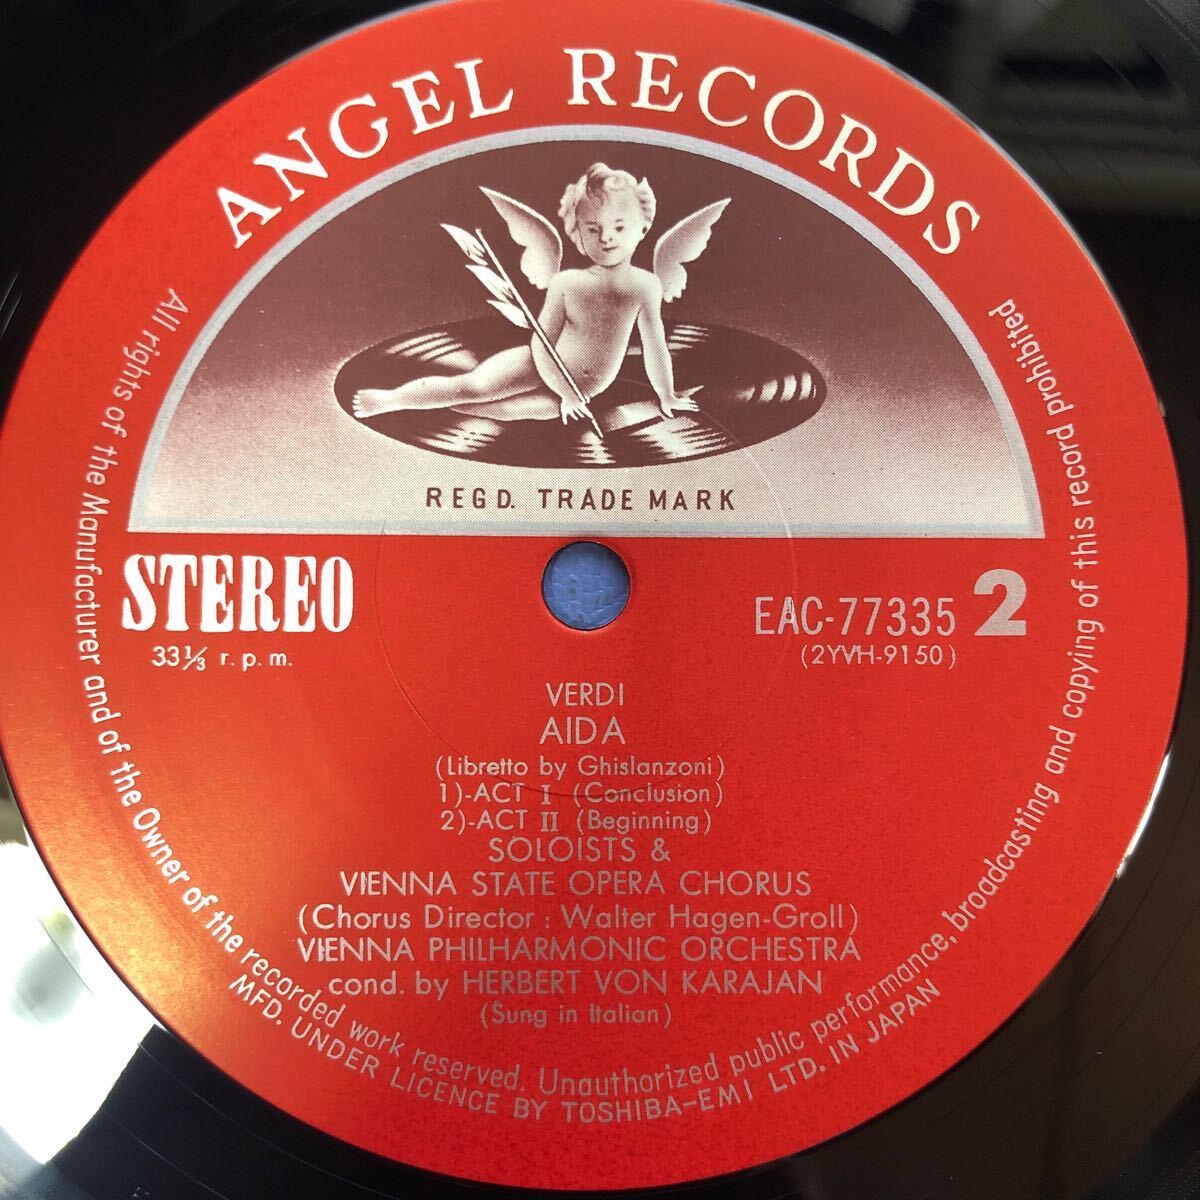 ANGEL RECORDS
REGD. TRADE MARK
STEREO
33⅓ r.p.m.
EAC-77335 2
(2YVH-9150)
VERDI
AIDA
(Libretto by Ghislanzoni)
1)-ACT I (Conclusion)
2)-ACT II (Beginning)
SOLOISTS &
VIENNA STATE OPERA CHORUS
(Chorus Director : Walter Hagen-Groll)
VIENNA PHILHARMONIC ORCHESTRA
cond. by HERBERT VON KARAJAN
(Sung in Italian)
All rights of the Manufacturer and of the Owner of the recorded work reserved. Unauthorized public performance, broadcasting and copying of this record prohibited
MFD. UNDER LICENCE BY TOSHIBA-EMI LTD. IN JAPAN